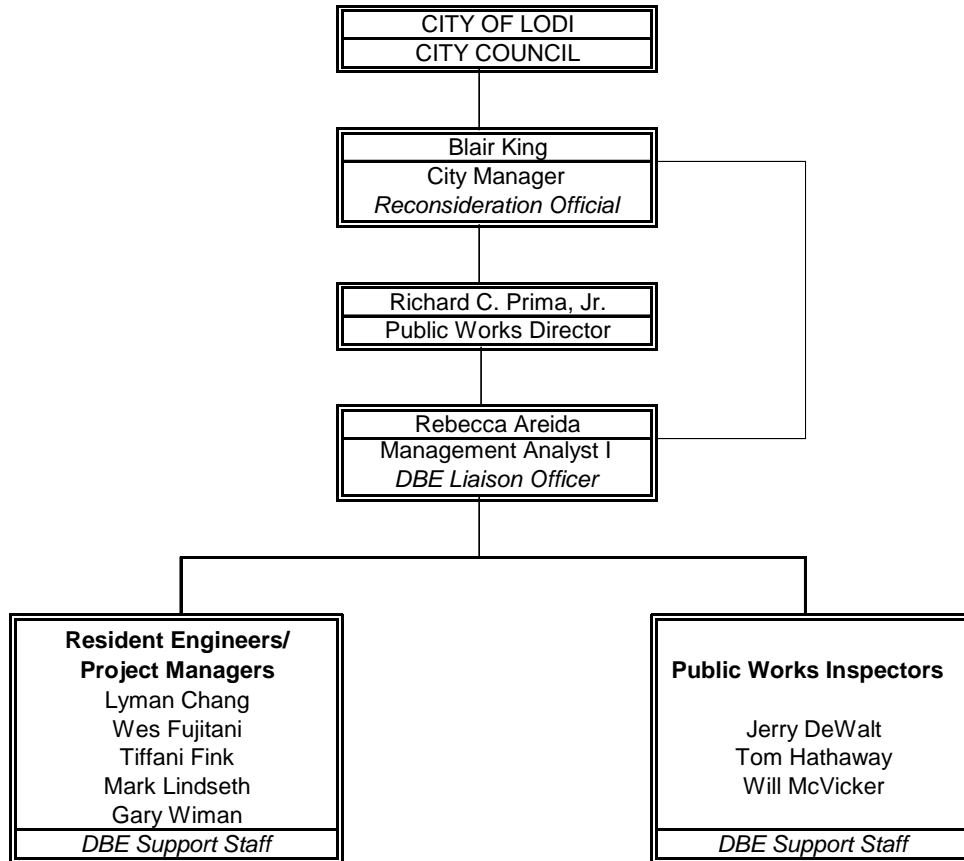 CITY OF LODI
CITY COUNCIL
Blair King
City Manager
Reconsideration Official
Richard C. Prima, Jr.
Public Works Director
Rebecca Areida
Management Analyst I
DBE Liaison Officer
Resident Engineers/
Project Managers
Lyman Chang
Wes Fujitani
Tiffani Fink
Mark Lindseth
Gary Wiman
DBE Support Staff
Public Works Inspectors
Jerry DeWalt
Tom Hathaway
Will McVicker
DBE Support Staff